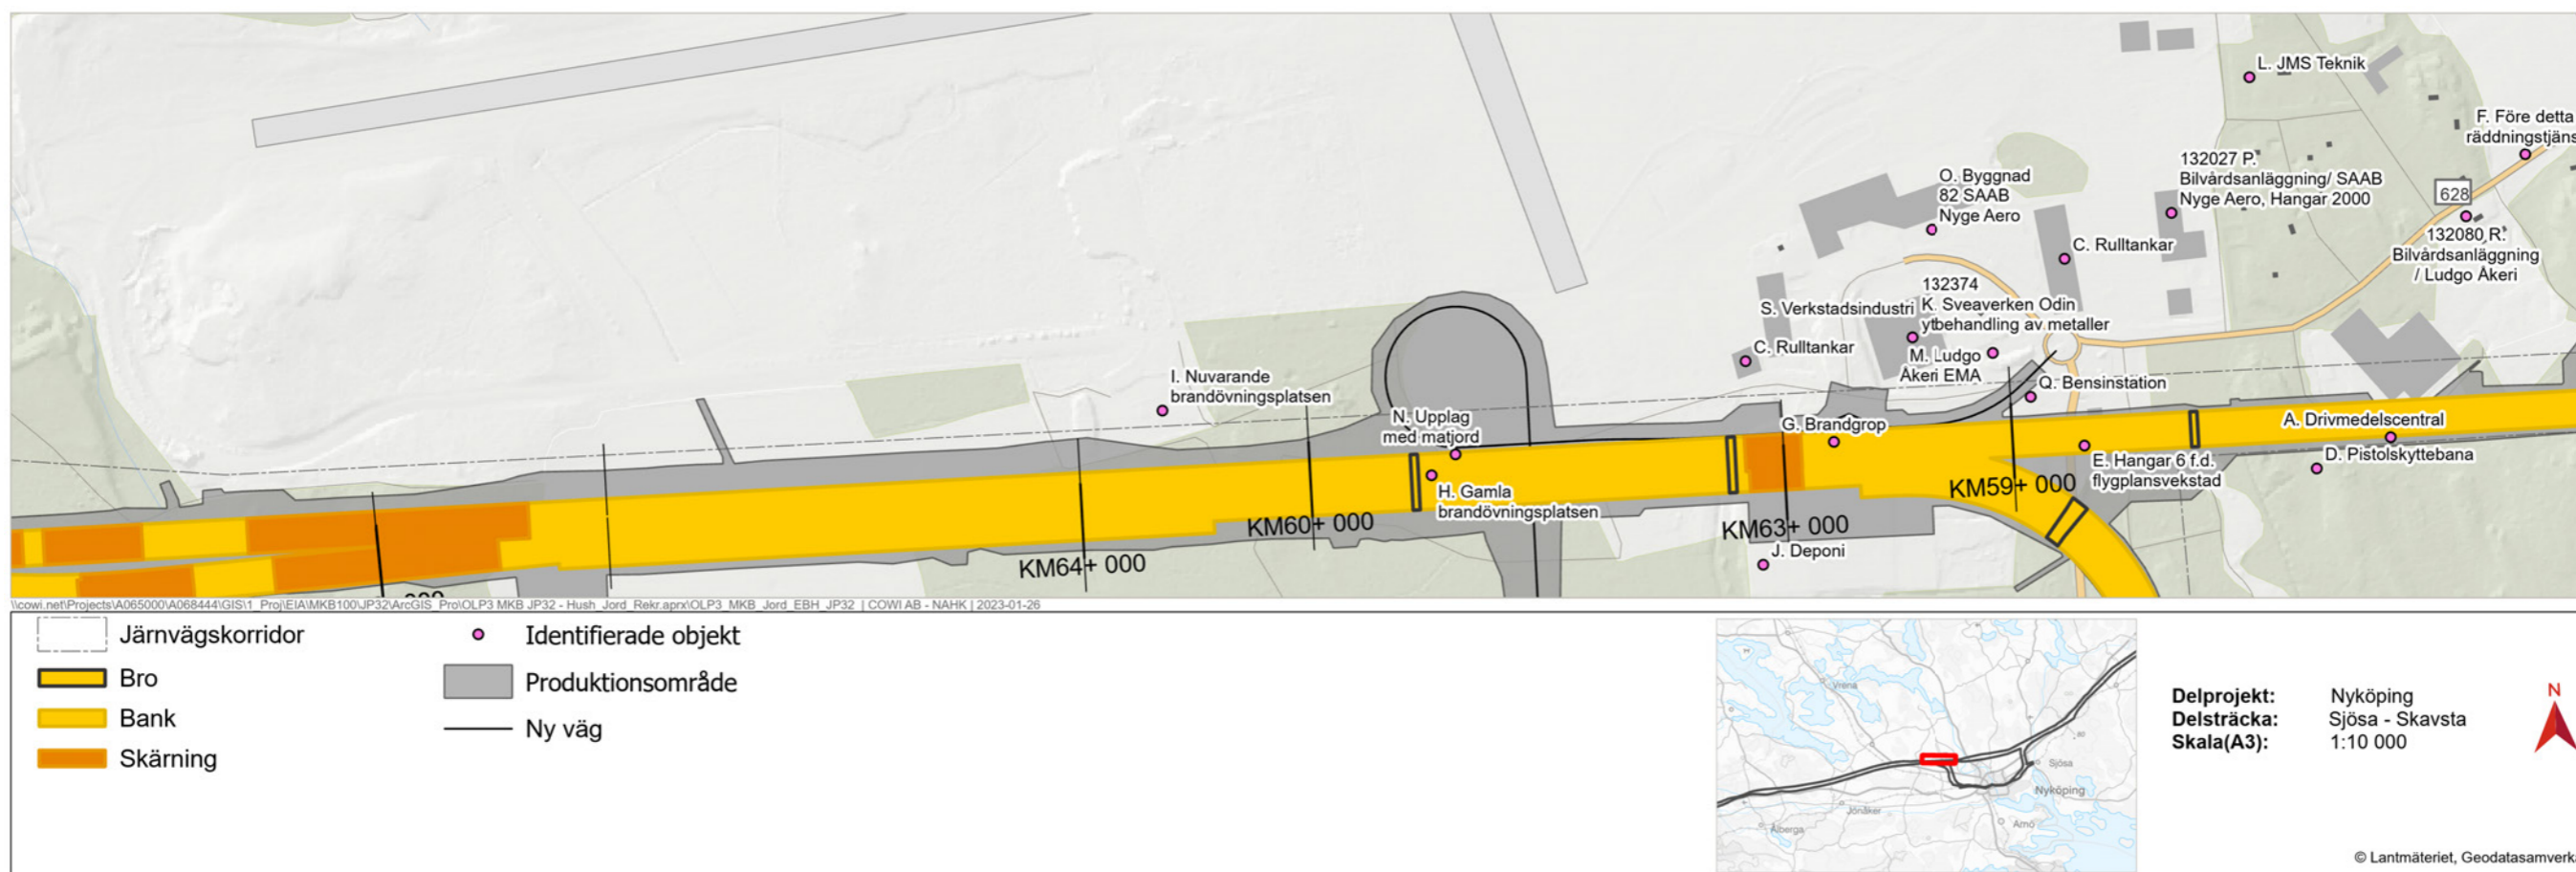 L. JMS Teknik
F. Före detta
räddningstjäns
132027 P.
Bilvårdsanläggning/ SAAB
Nyge Aero, Hangar 2000
628
O. Byggnad
82 SAAB
Nyge Aero
132080 R.
Bilvårdsanläggning
/ Ludgo Åkeri
C. Rulltankar
132374
K. Sveaverken Odin
ytbehandling av metaller
S. Verkstadsindustri
C. Rulltankar
M. Ludgo
Åkeri EMA
I. Nuvarande
brandövningsplatsen
Q. Bensinstation
N. Upplag
med matjord
G. Brandgrop
A. Drivmedelscentral
E. Hangar 6 f.d.
flygplansvekstad
D. Pistolskyttebana
H. Gamla
brandövningsplatsen
KM59+ 000
KM60+ 000
KM63+ 000
J. Deponi
KM64+ 000
\\cowi.net\Projects\A065000\A068444\GIS\1_Proj\EIA\MKB100\JP32\ArcGIS_Pro\OLP3 MKB JP32 - Hush_Jord_Rekr.aprx\OLP3_MKB_Jord_EBH_JP32 | COWI AB - NAHK | 2023-01-26
Järnvägskorridor
Bro
Bank
Skärning
Identifierade objekt
Produktionsområde
Ny väg
Vrena
Sjösa
Nyköping
Jönåker
Arnö
Ålberga
Delprojekt: Nyköping
Delsträcka: Sjösa - Skavsta
Skala(A3): 1:10 000
N
© Lantmäteriet, Geodatasamverk